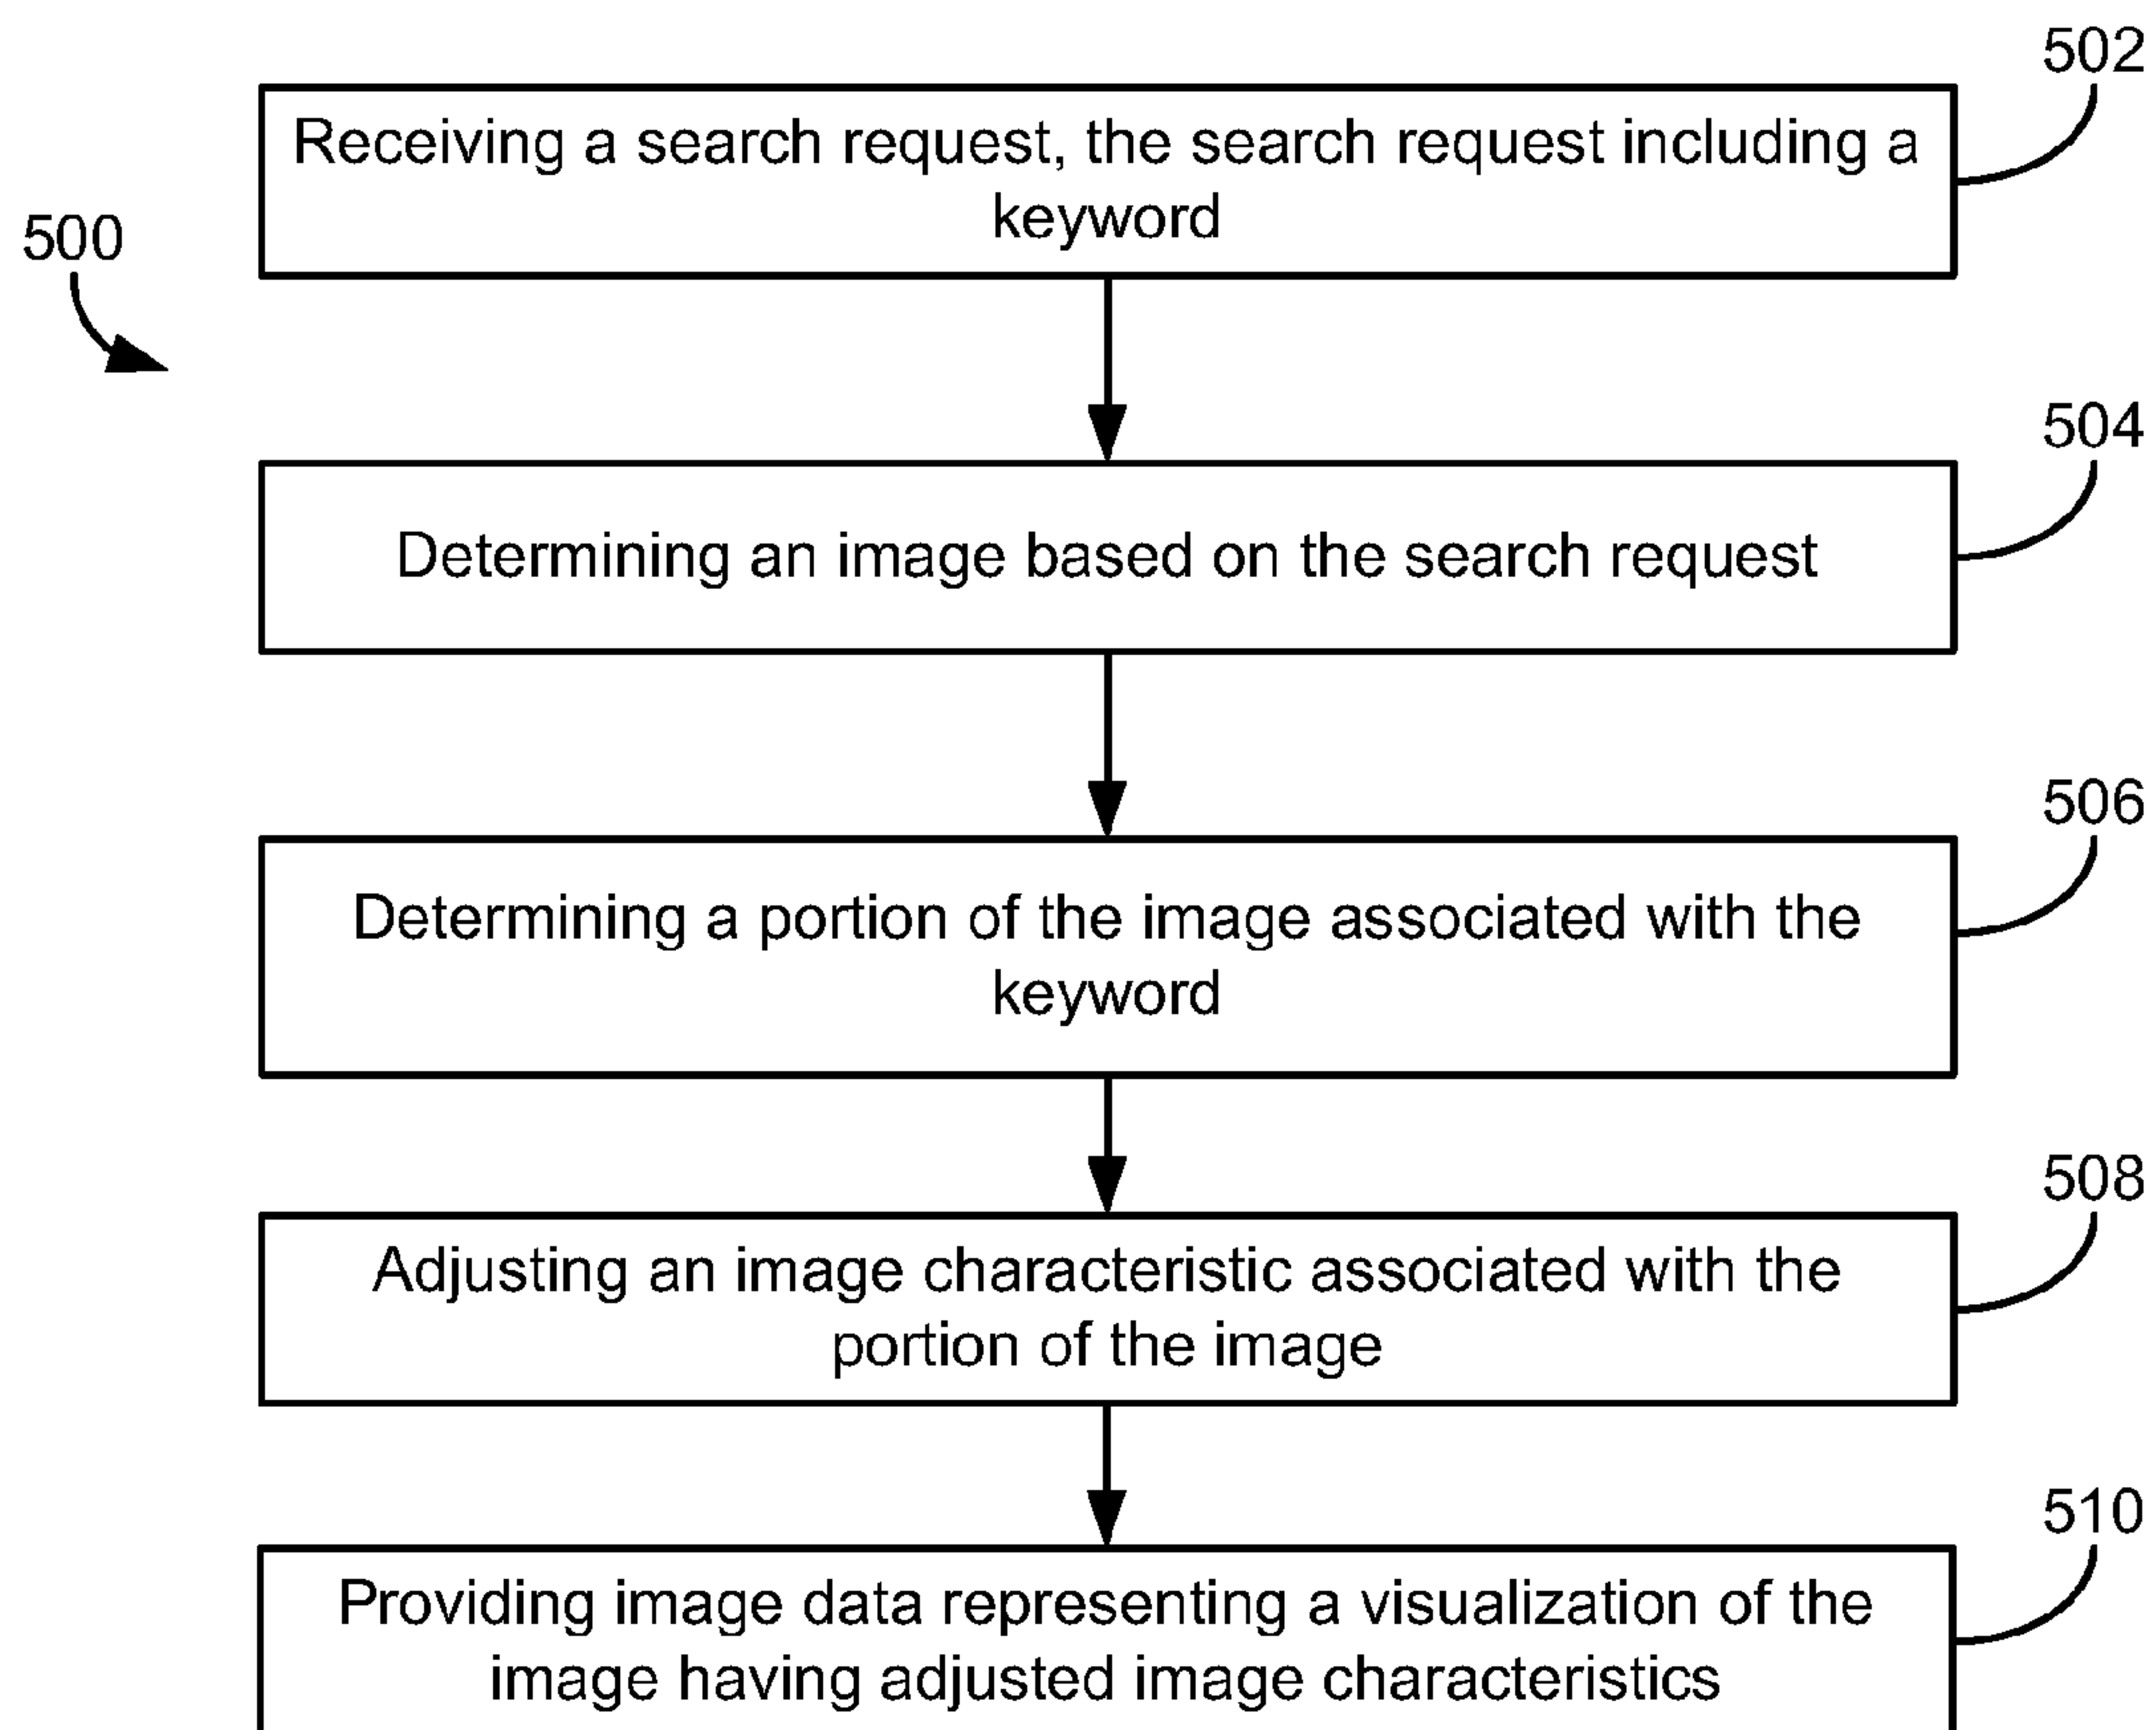 502
Receiving a search request, the search request including a
keyword
500
504
Determining an image based on the search request
506
Determining a portion of the image associated with the
keyword
508
Adjusting an image characteristic associated with the
portion of the image
510
Providing image data representing a visualization of the
image having adjusted image characteristics